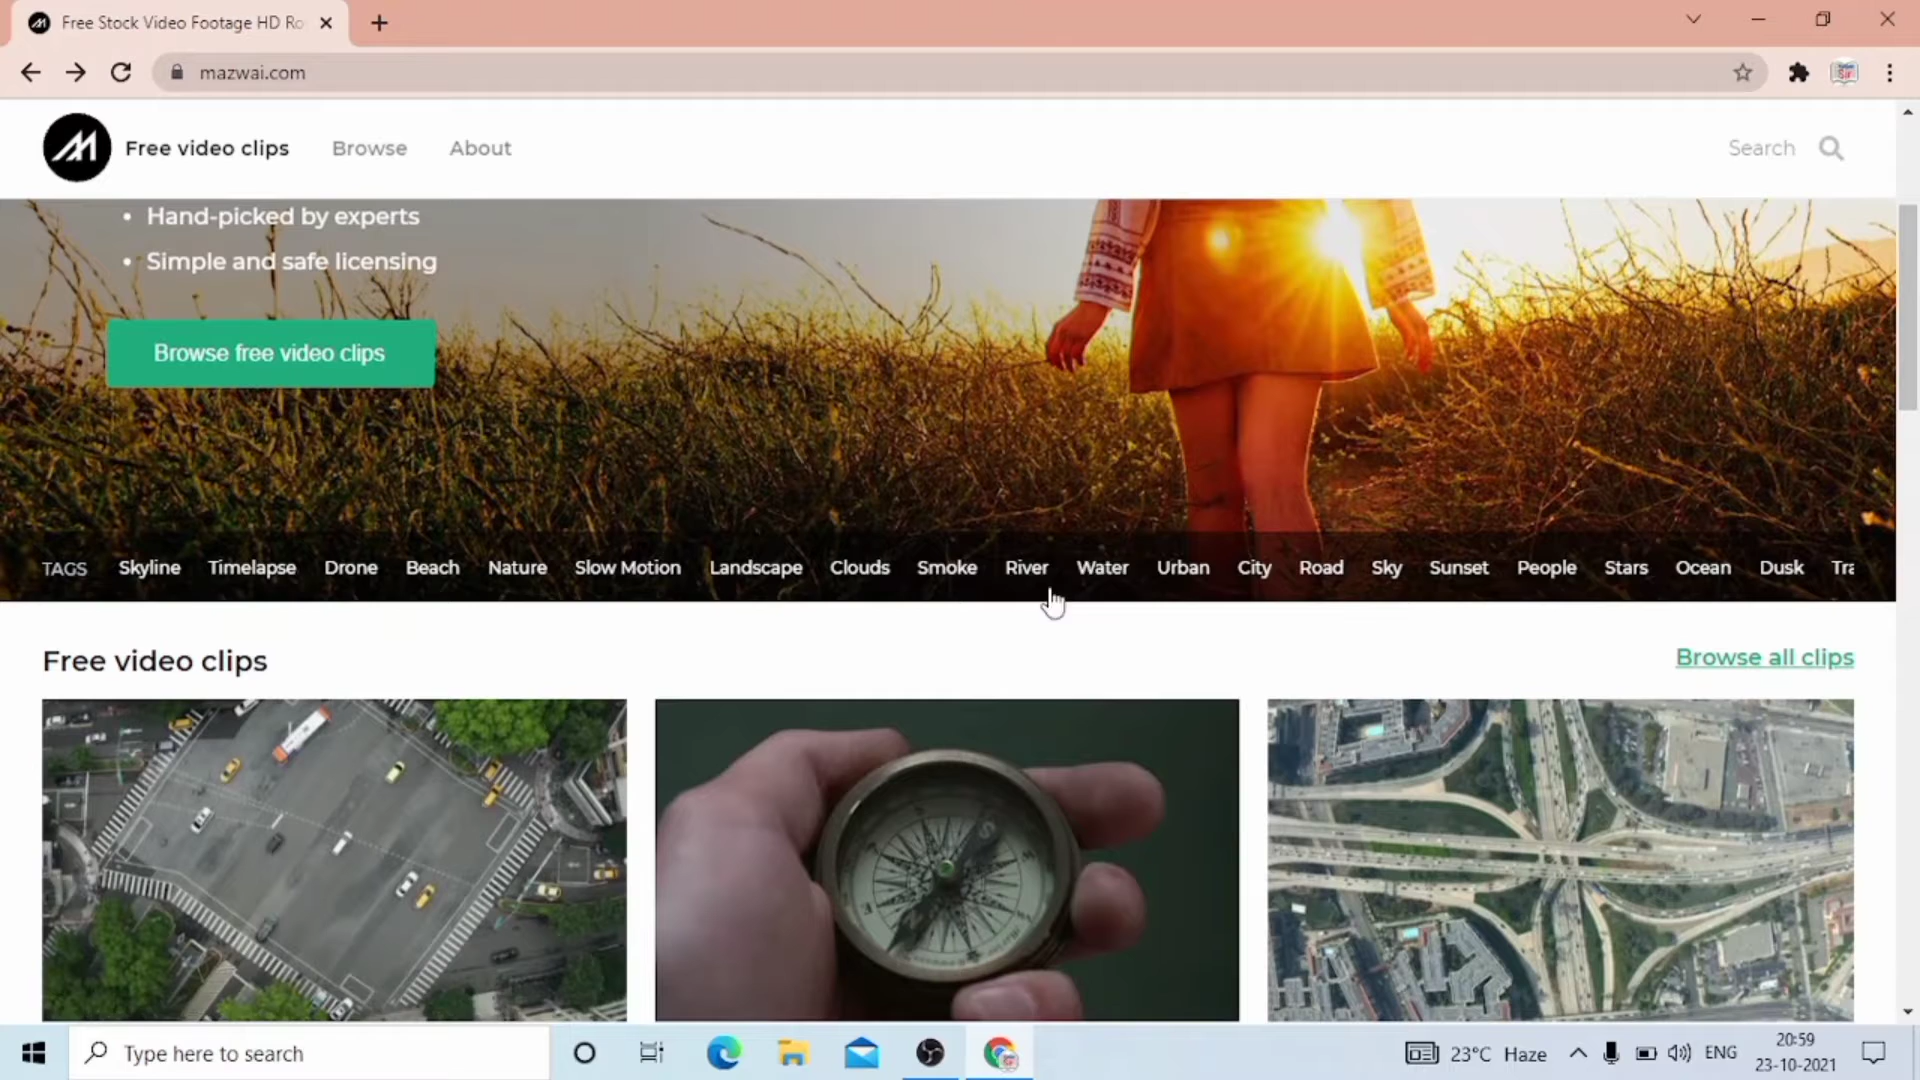 Free Stock Video Footage HD Ro
mazwai.com
Free video clips Browse About Search
• Hand-picked by experts
• Simple and safe licensing
Browse free video clips
TAGS Skyline Timelapse Drone Beach Nature Slow Motion Landscape Clouds Smoke River Water Urban City Road Sky Sunset People Stars Ocean Dusk Tra
Free video clips Browse all clips
Type here to search 23°C Haze ENG 20:59
23-10-2021